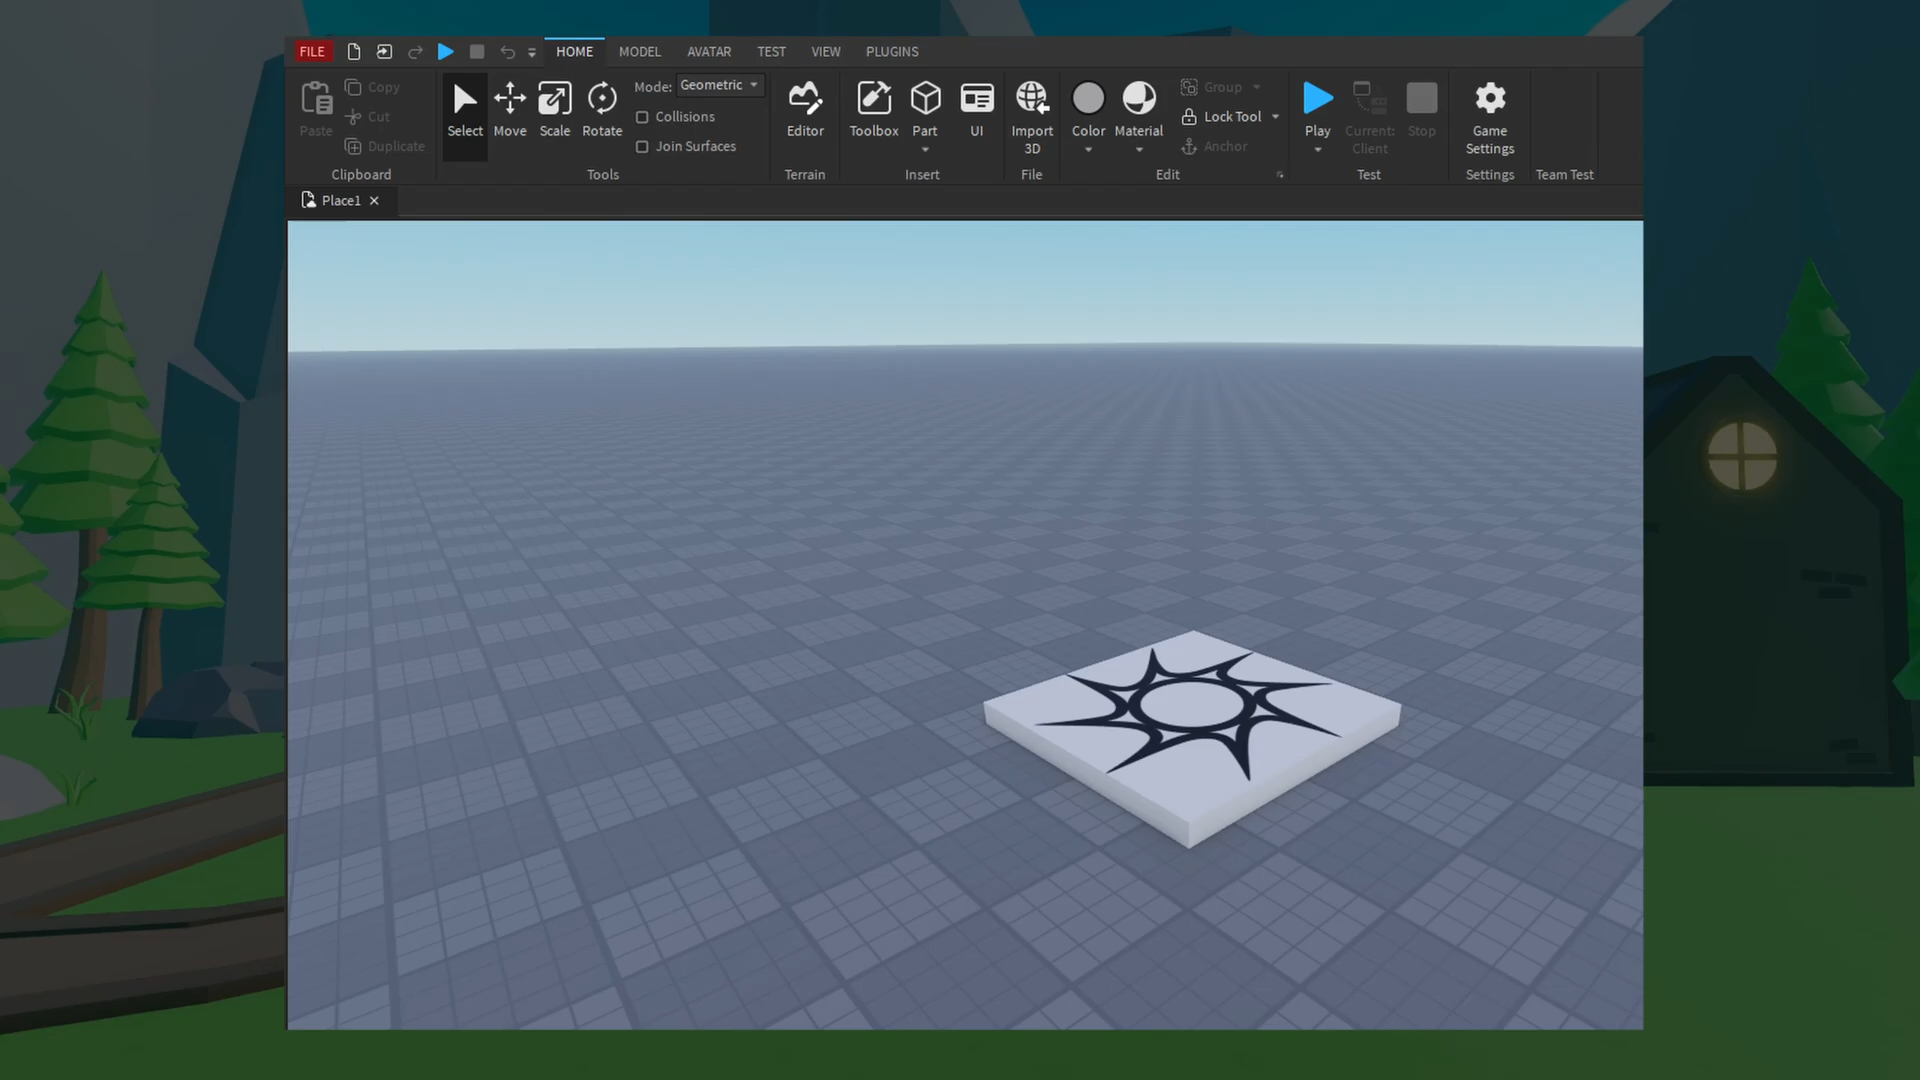 FILE HOME MODEL AVATAR TEST VIEW PLUGINS
Paste
Copy
Cut
Duplicate
Clipboard
Select
Move
Scale
Rotate
Mode: Geometric
Collisions
Join Surfaces
Tools
Editor
Terrain
Toolbox
Part
UI
Insert
Import
3D
File
Color
Material
Group
Lock Tool
Anchor
Edit
Play
Current:
Client
Stop
Test
Game
Settings
Settings
Team Test
Place1